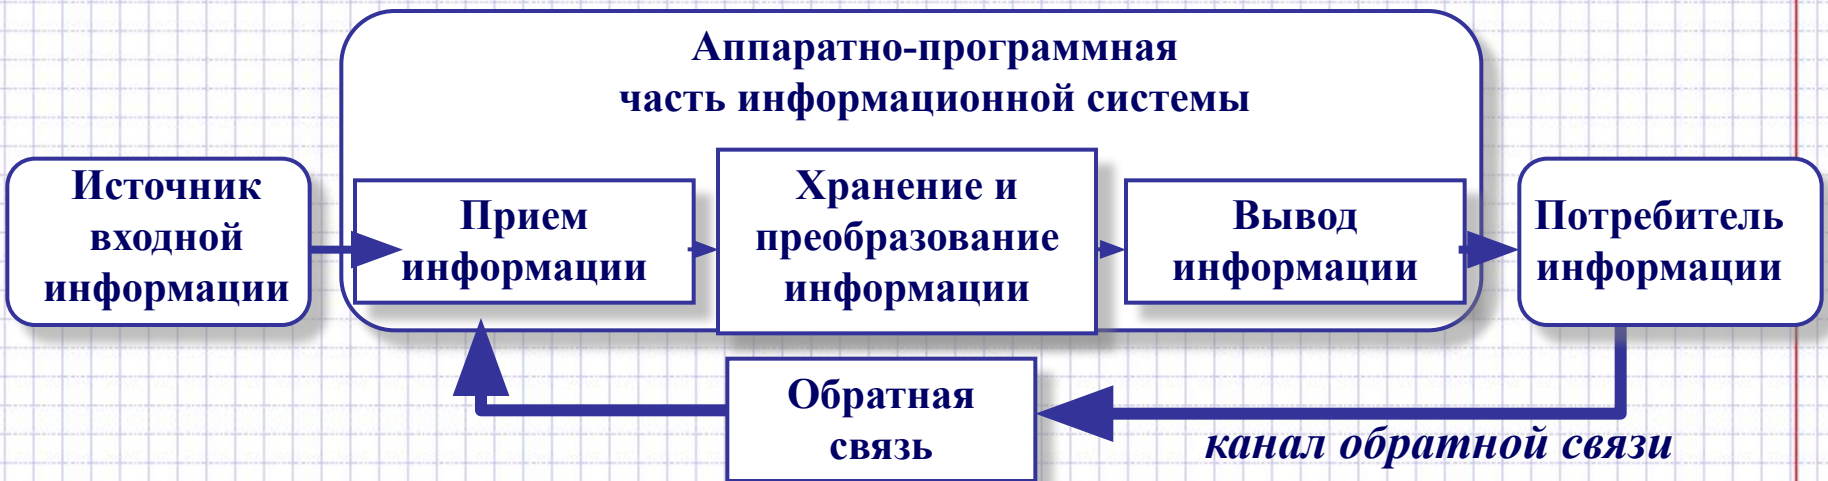 Аппаратно-программная
часть информационной системы
Источник
входной
информации
Прием
информации
Хранение и
преобразование
информации
Вывод
информации
Потребитель
информации
Обратная
связь
канал обратной связи